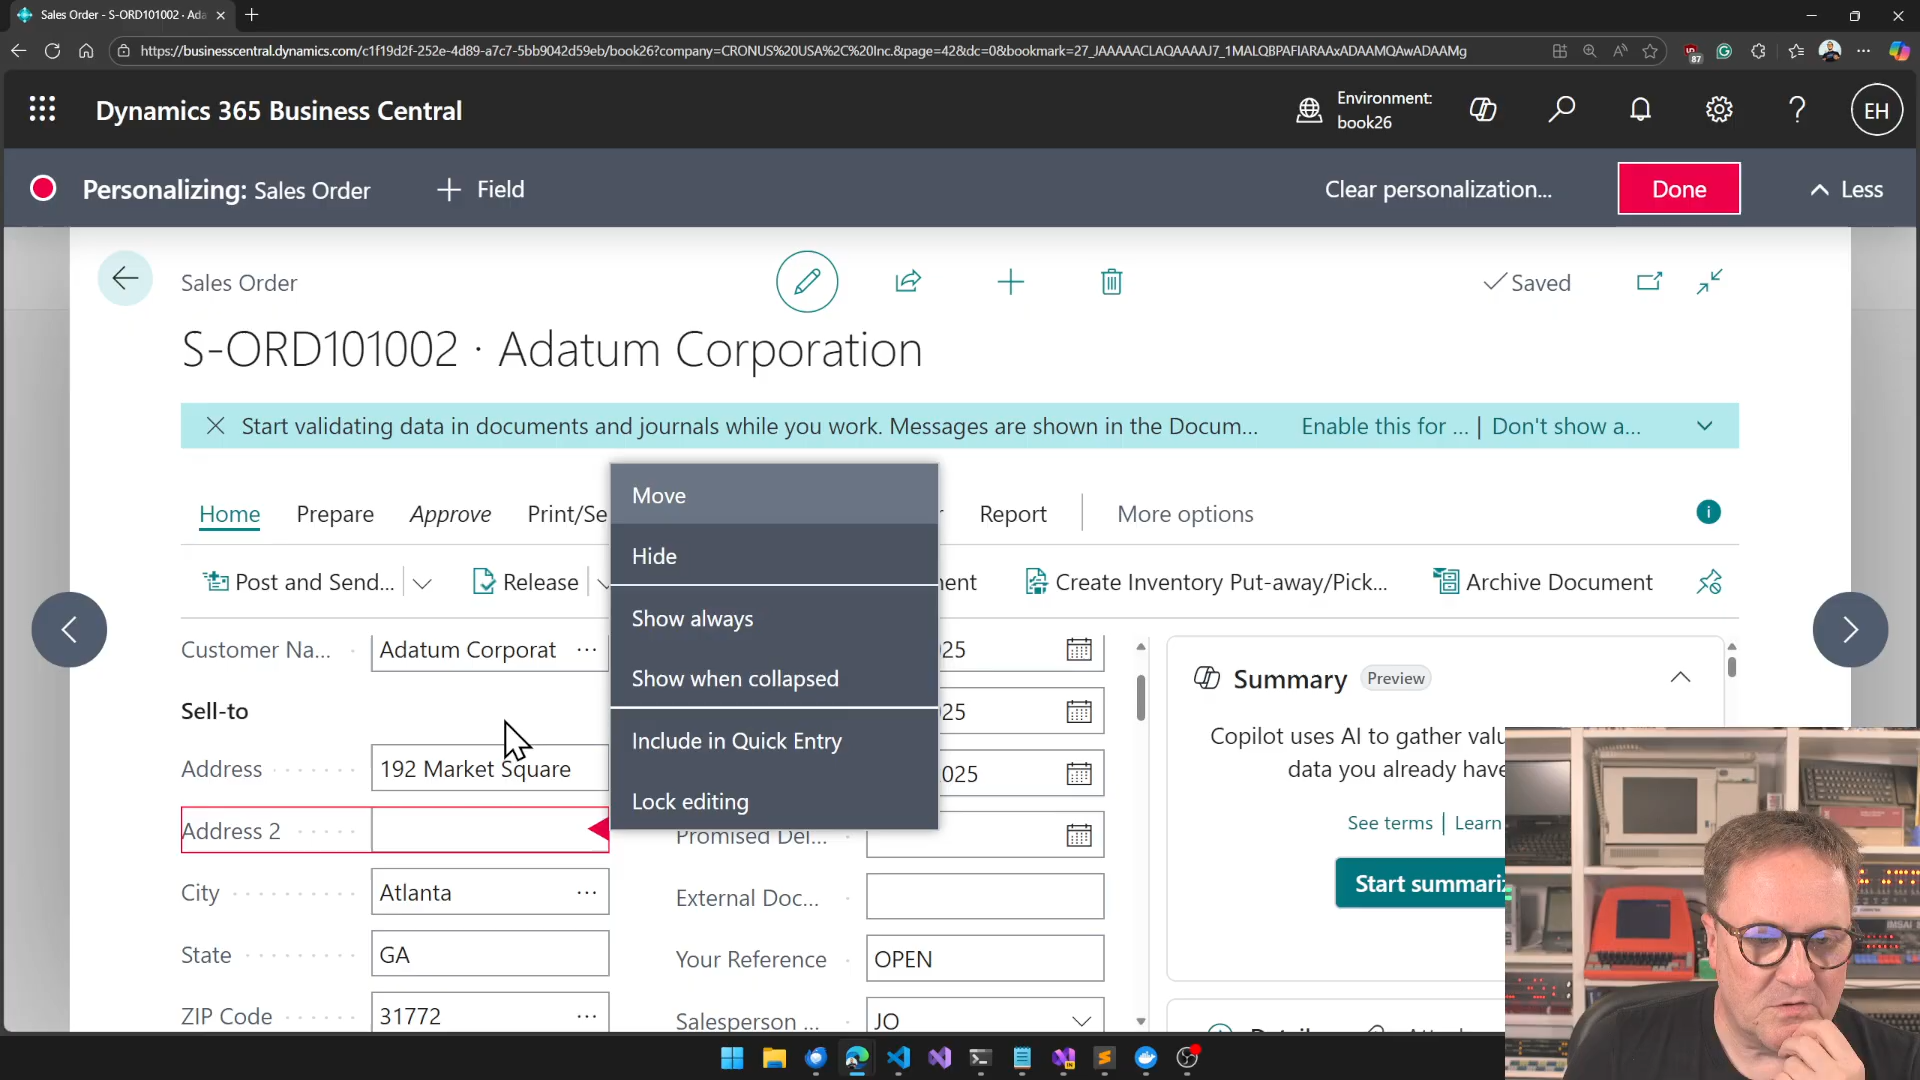 Sales Order - S-ORD101002 · Ada
https://businesscentral.dynamics.com/c1f19d2f-252e-4d89-a7c7-5bb9042d59eb/book26?company=CRONUS%20USA%2C%20Inc.&page=42&dc=0&bookmark=27_JAAAAACLAQAAAAJ7_1MALQBPAFIARAAxADAAMQAwADAAMg
87
Dynamics 365 Business Central
Environment:
book26
EH
Personalizing: Sales Order
Field
Clear personalization...
Done
Less
Sales Order
Saved
S-ORD101002 · Adatum Corporation
Start validating data in documents and journals while you work. Messages are shown in the Docum...
Enable this for ... | Don't show a...
Home
Prepare
Approve
Print/Se
Report
More options
Post and Send...
Release
ent
Create Inventory Put-away/Pick...
Archive Document
Move
Hide
Show always
Show when collapsed
Include in Quick Entry
Lock editing
Customer Na...
Adatum Corporat
Sell-to
Address
192 Market Square
Address 2
City
Atlanta
State
GA
ZIP Code
31772
025
Promised Del...
External Doc...
Your Reference
OPEN
Salesperson ...
JO
Summary
Preview
Copilot uses AI to gather valu
data you already have
See terms | Learn
Start summariz
IMSAI